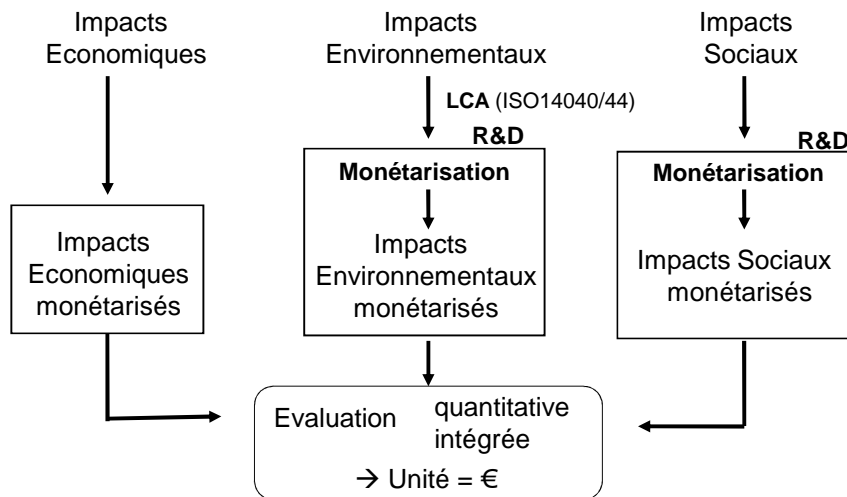 Impacts
Economiques
Impacts
Environnementaux
Impacts
Sociaux
LCA (ISO14040/44)
R&D
R&D
Monétarisation
Monétarisation
Impacts
Economiques
monétarisés
Impacts
Environnementaux
monétarisés
Impacts Sociaux
monétarisés
Evaluation quantitative
intégrée
→ Unité = €